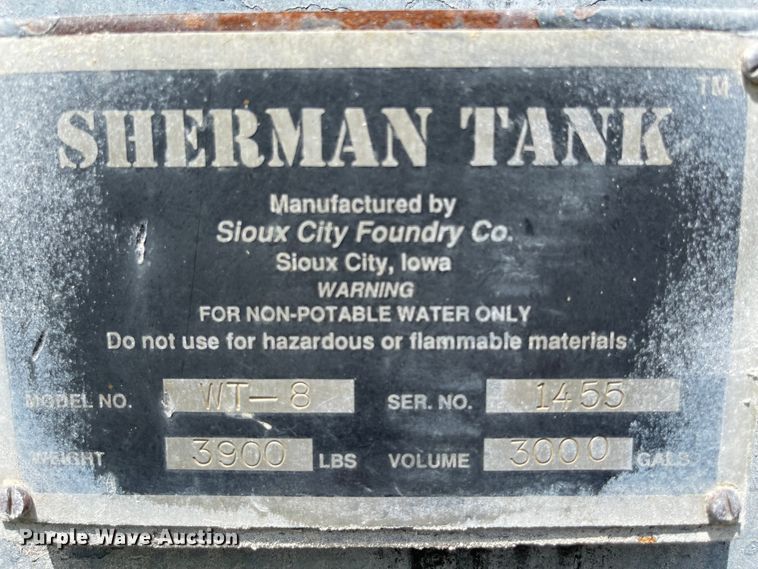 TM
SHERMAN TANK
Manufactured by
Sioux City Foundry Co.
Sioux City, Iowa
WARNING
FOR NON-POTABLE WATER ONLY
Do not use for hazardous or flammable materials
MODEL NO. WT-8 SER. NO. 1455
WEIGHT 3900 LBS VOLUME 3000 GALS
Purple Wave Auction